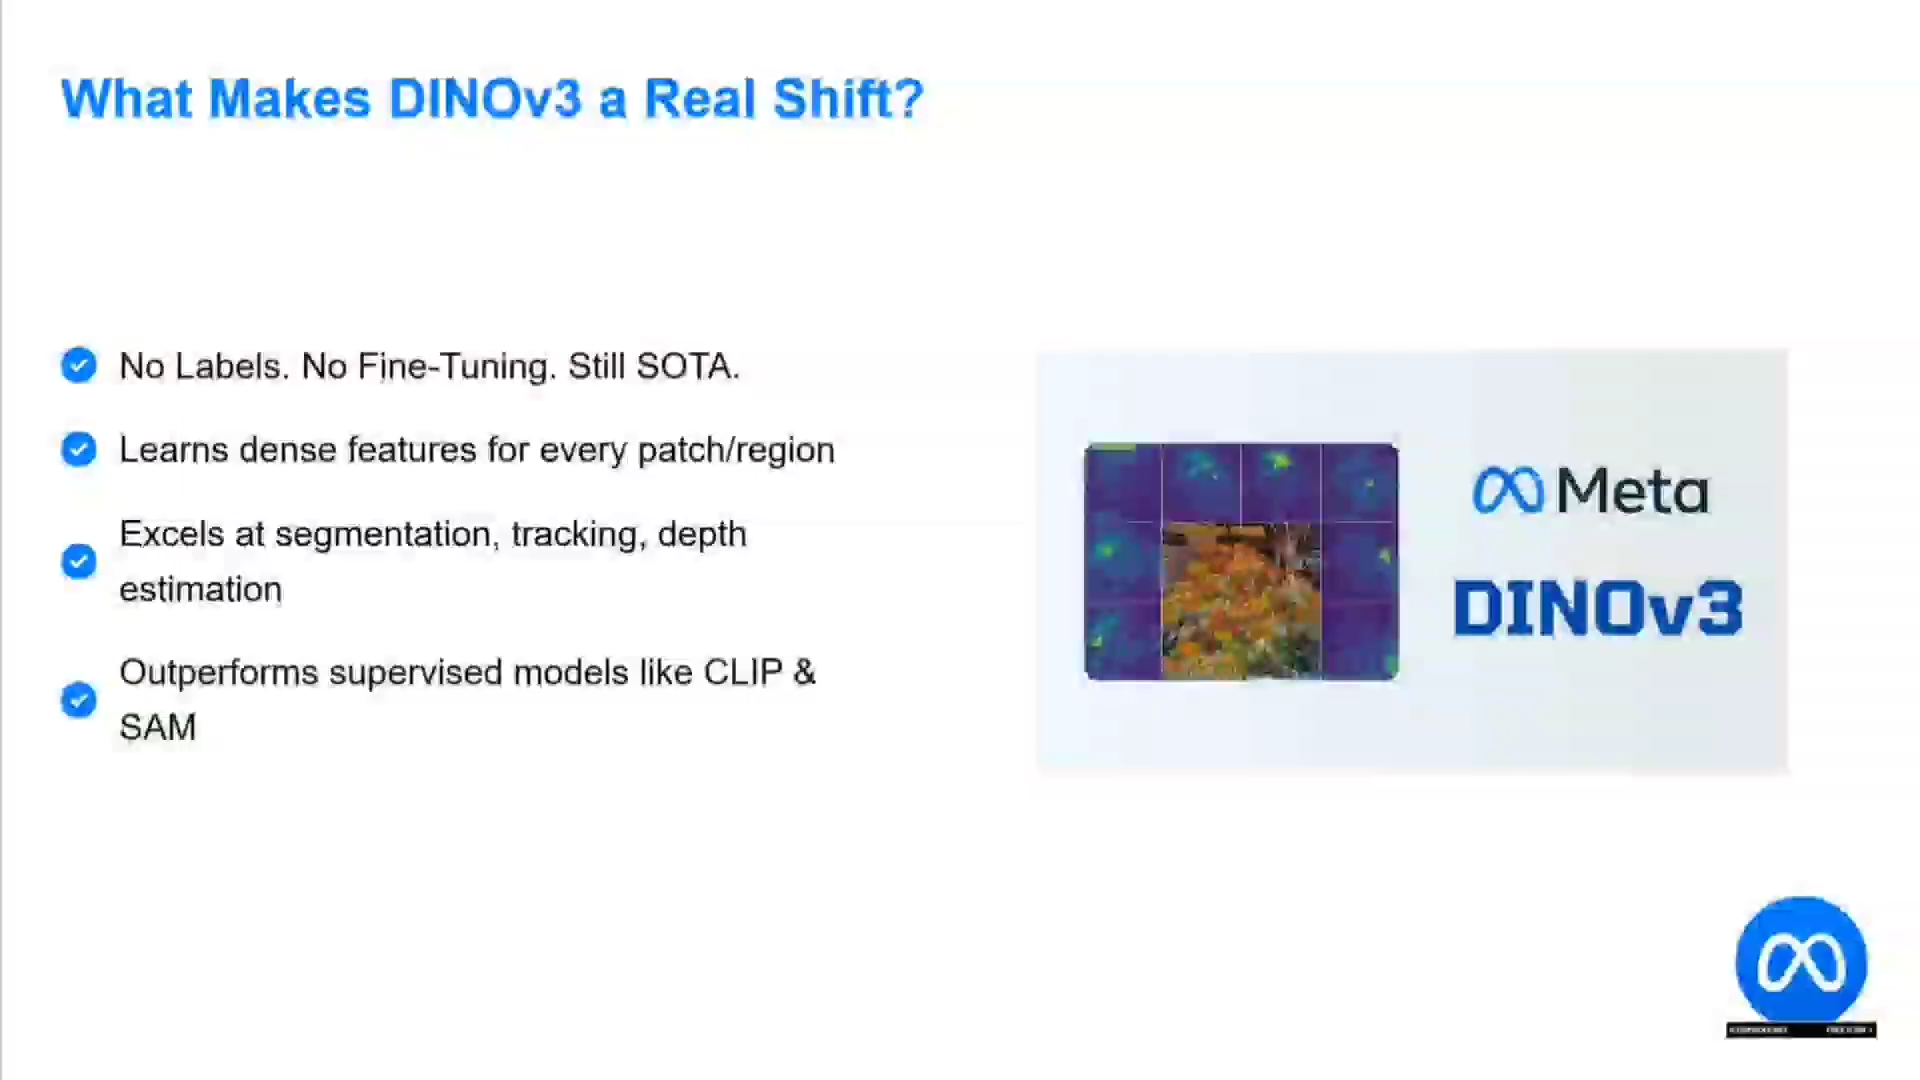 What Makes DINOv3 a Real Shift?
No Labels. No Fine-Tuning. Still SOTA.
Learns dense features for every patch/region
Excels at segmentation, tracking, depth
estimation
Outperforms supervised models like CLIP &
SAM
Meta
DINOv3